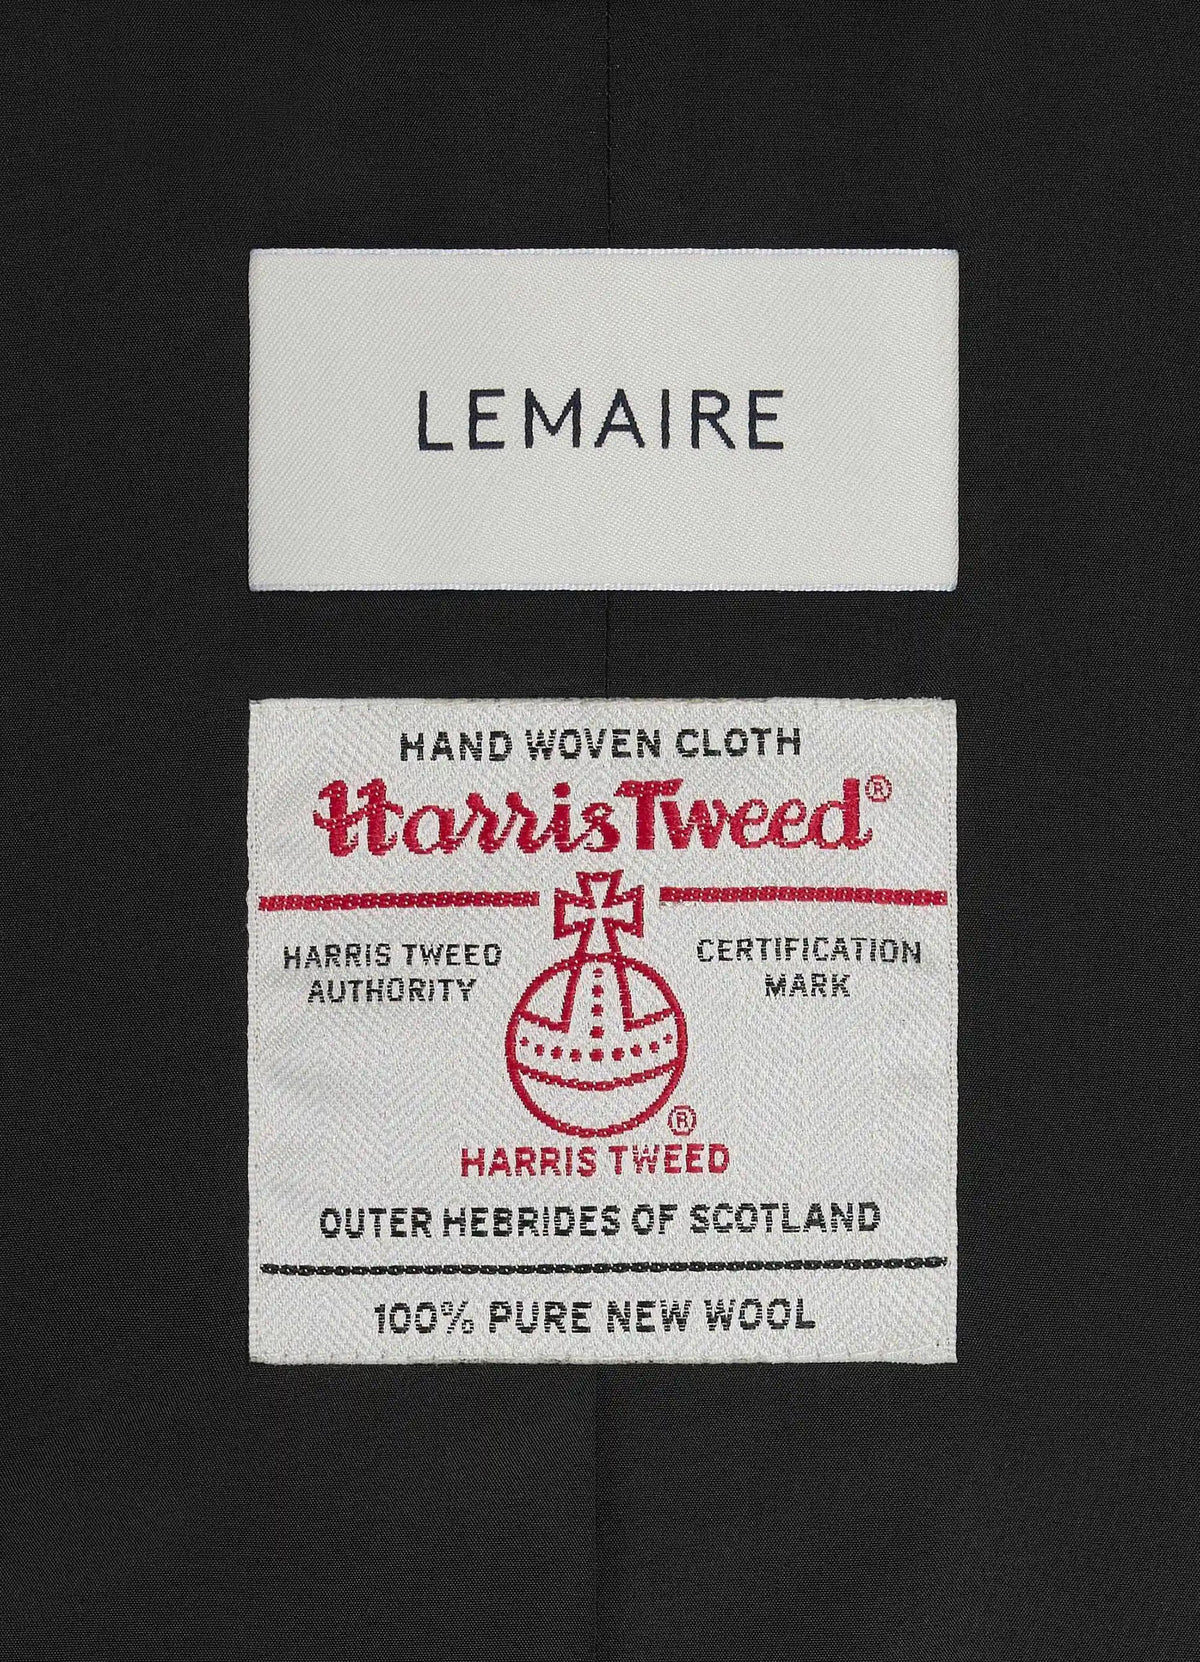 LEMAIRE
HAND WOVEN CLOTH
Harris Tweed®
HARRIS TWEED
AUTHORITY
CERTIFICATION
MARK
®
HARRIS TWEED
OUTER HEBRIDES OF SCOTLAND
100% PURE NEW WOOL